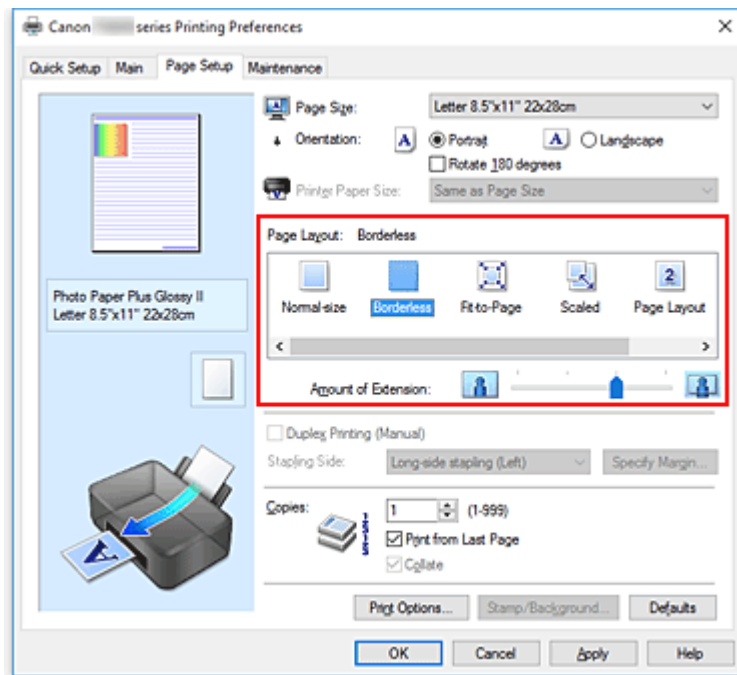 Canon series Printing Preferences
Quick Setup Main Page Setup Maintenance
Page Size: Letter 8.5"x11" 22x28cm
Orientation: A Portrait A Landscape
Rotate 180 degrees
Printer Paper Size: Same as Page Size
Page Layout: Borderless
2
Normal-size Borderless Fit-to-Page Scaled Page Layout
Photo Paper Plus Glossy II
Letter 8.5"x11" 22x28cm
Amount of Extension:
Duplex Printing (Manual)
Stapling Side: Long-side stapling (Left) Specify Margin...
Copies: 1 (1-999)
Print from Last Page
Collate
A
Print Options... Stamp/Background... Defaults
OK Cancel Apply Help